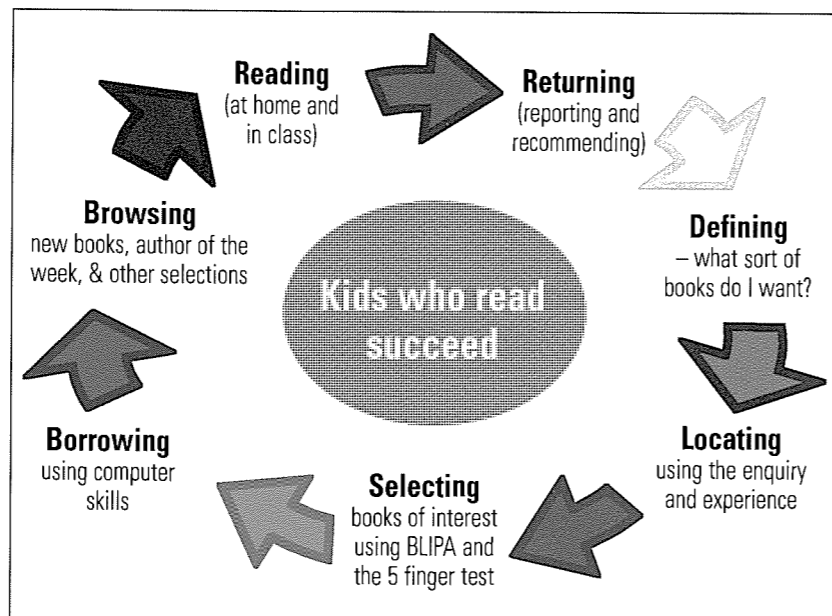 Reading
(at home and
in class)
Returning
(reporting and
recommending)
Defining
– what sort of
books do I want?
Locating
using the enquiry
and experience
Selecting
books of interest
using BLIPA and
the 5 finger test
Borrowing
using computer
skills
Browsing
new books, author of the
week, & other selections
Kids who read
succeed